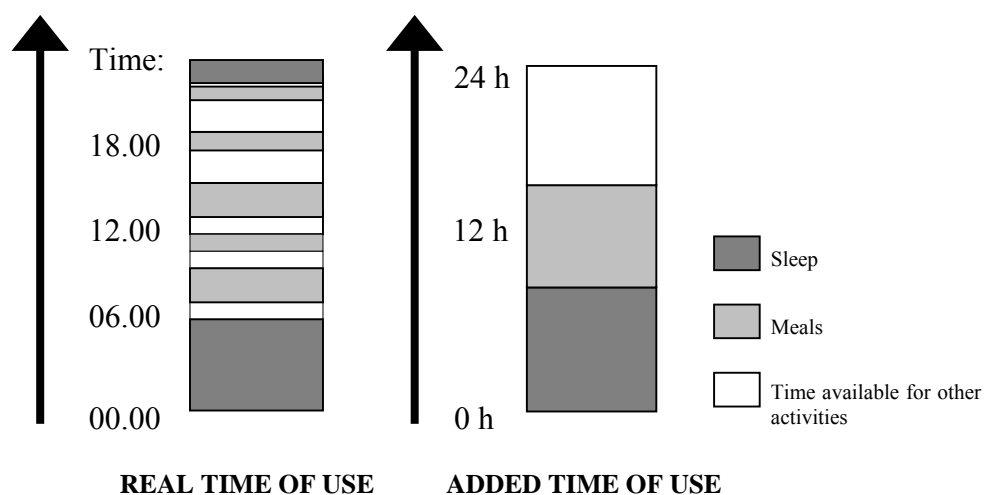 Time:
18.00
12.00
06.00
00.00
24 h
12 h
0 h
Sleep
Meals
Time available for other
activities
REAL TIME OF USE
ADDED TIME OF USE